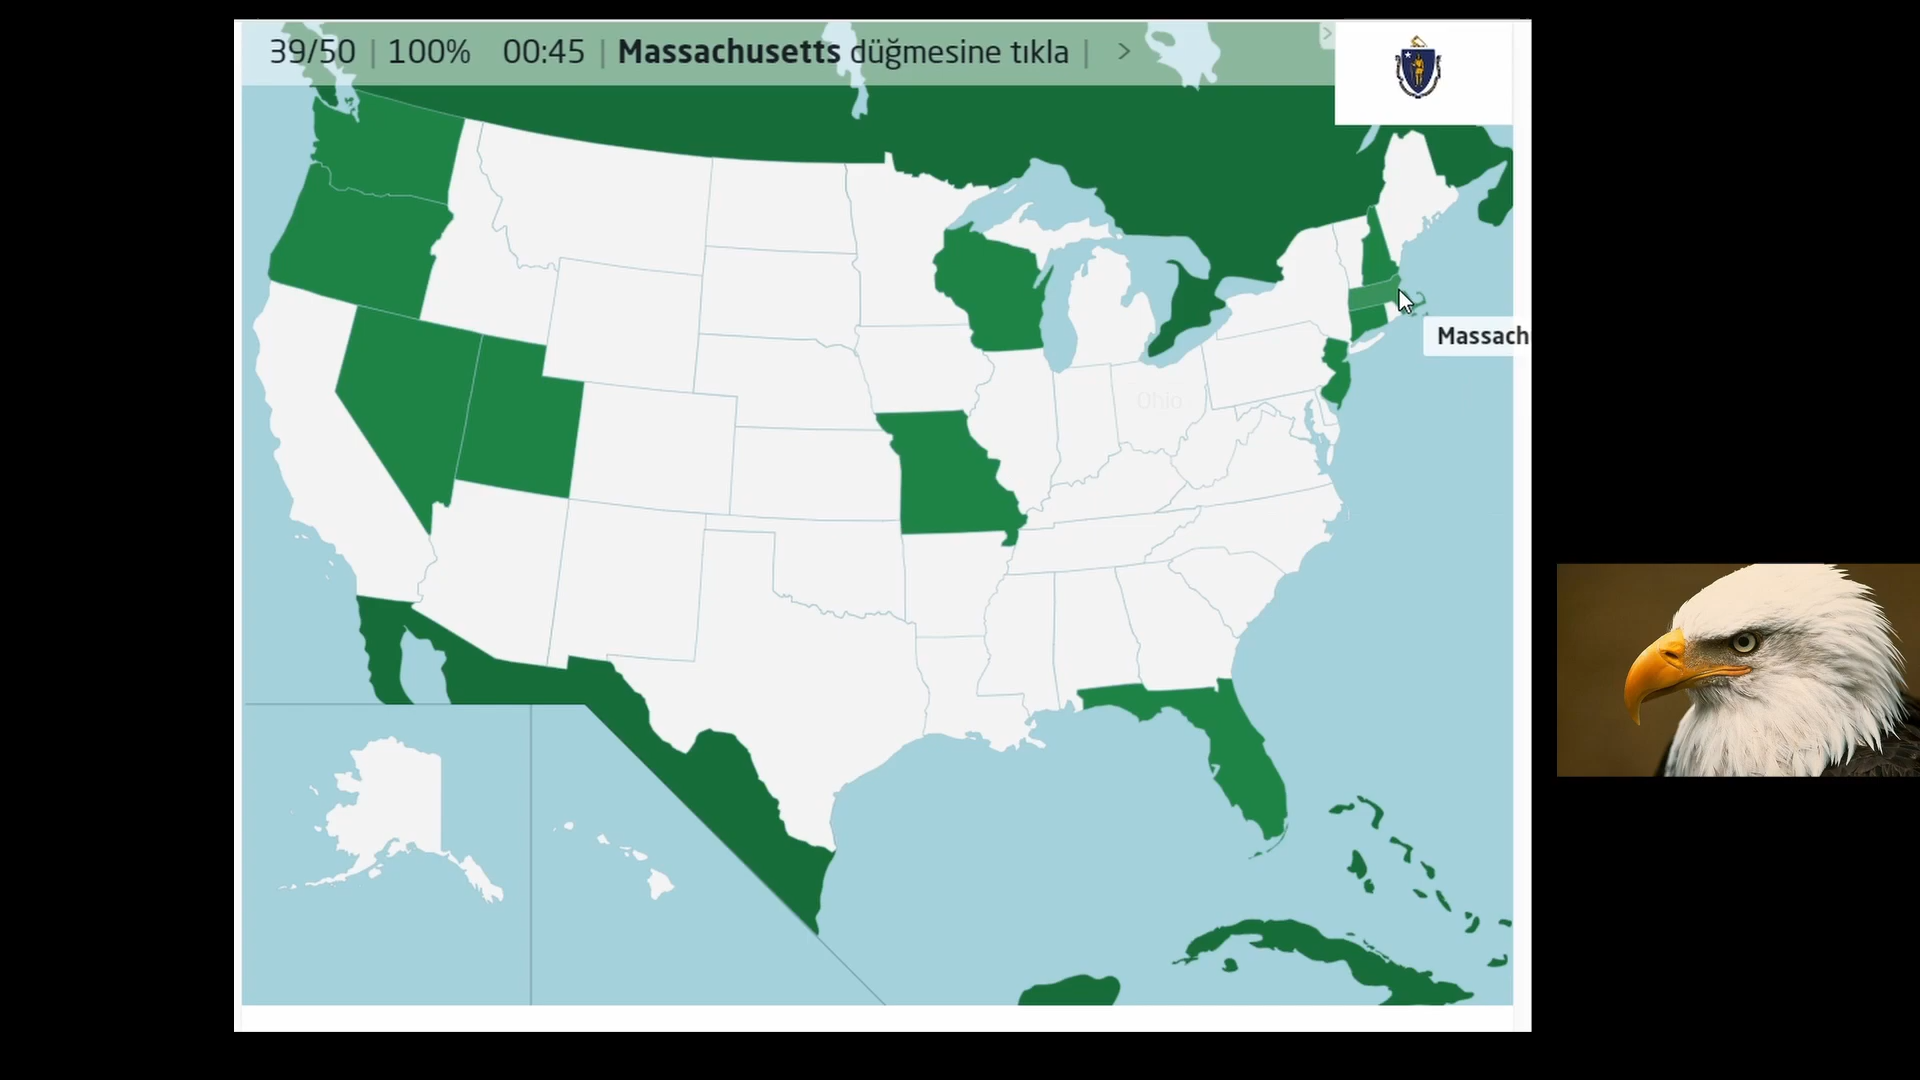 39/50 | 100% 00:45 | Massachusetts düğmesine tıkla | >
Massach
Ohio